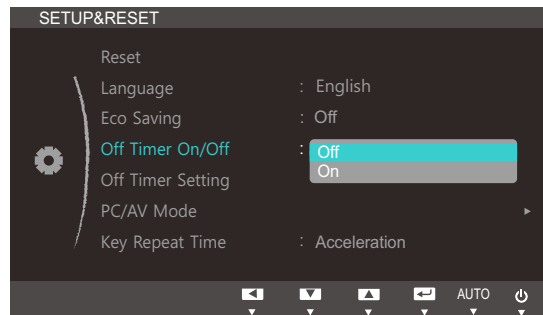 SETUP&RESET
Reset
Language : English
Eco Saving : Off
Off Timer On/Off : Off
On
Off Timer Setting
PC/AV Mode
Key Repeat Time : Acceleration
AUTO